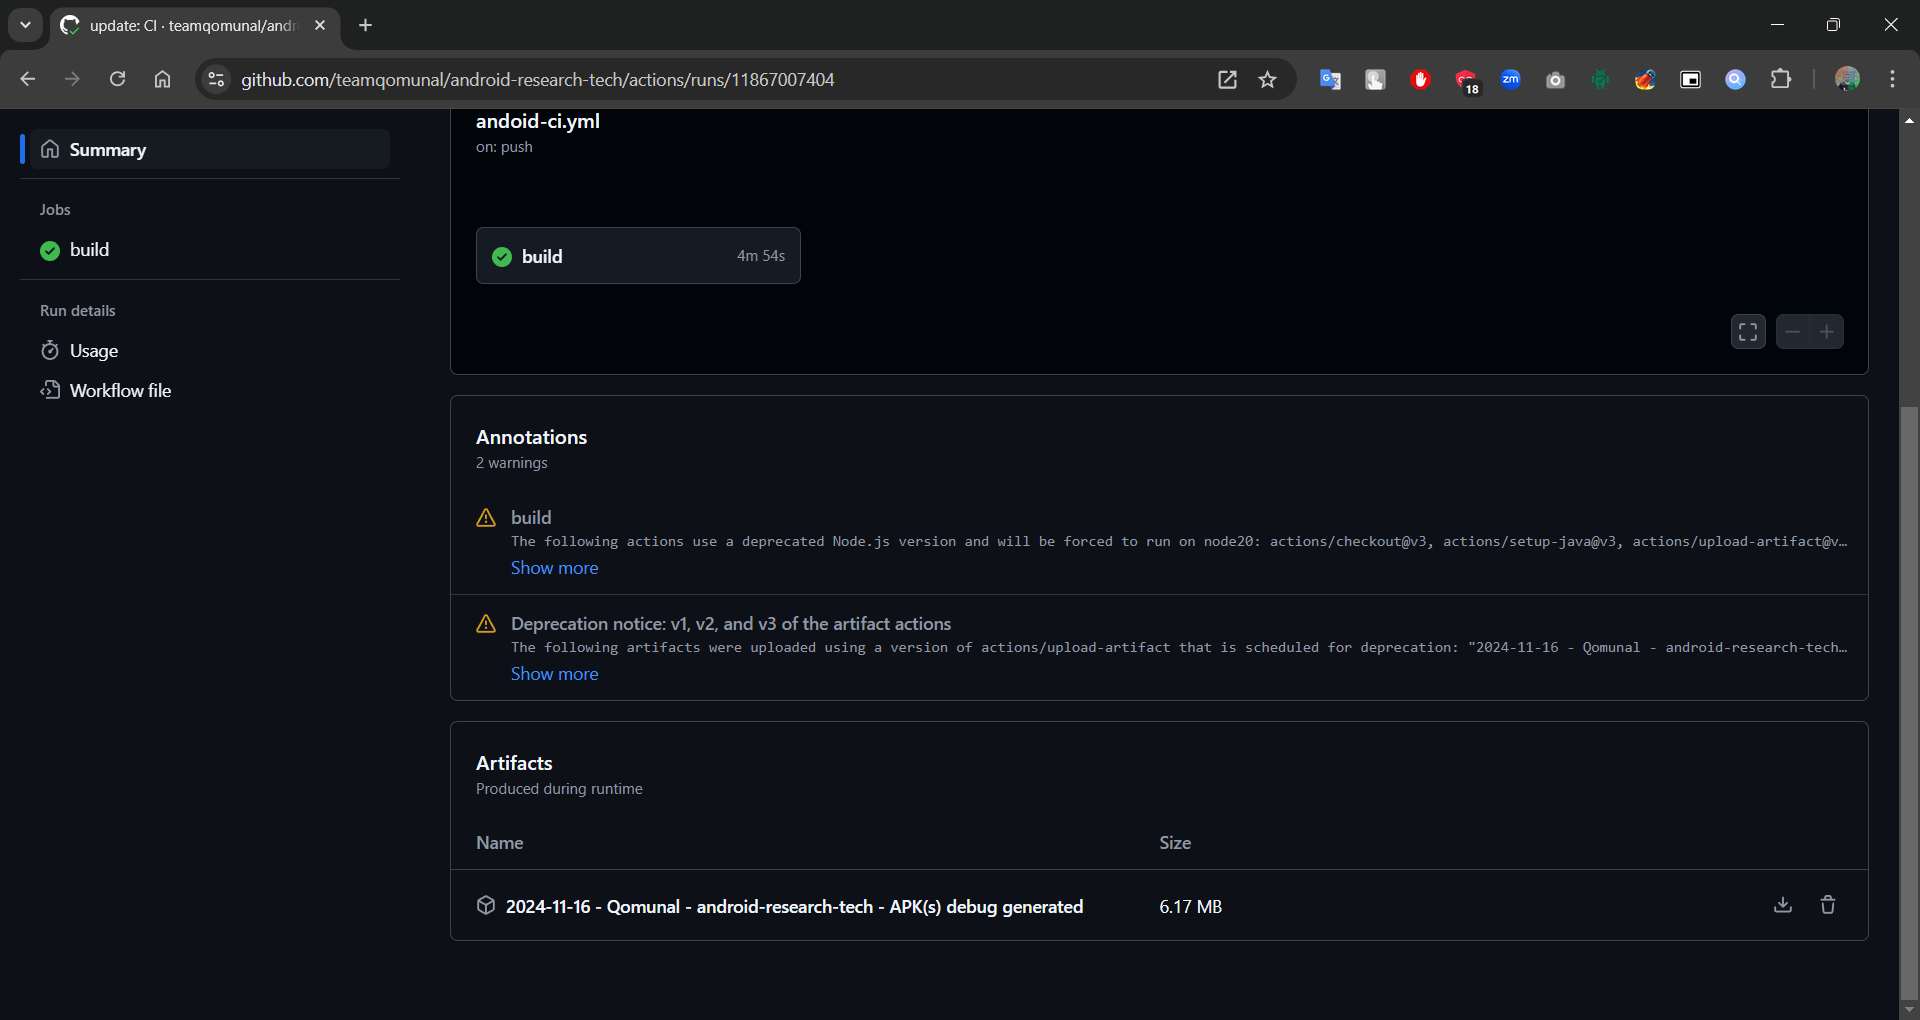 update: CI · teamqomunal/andr
github.com/teamqomunal/android-research-tech/actions/runs/11867007404
18
zm
Summary
Jobs
build
Run details
Usage
Workflow file
andoid-ci.yml
on: push
build
4m 54s
Annotations
2 warnings
build
The following actions use a deprecated Node.js version and will be forced to run on node20: actions/checkout@v3, actions/setup-java@v3, actions/upload-artifact@v…
Show more
Deprecation notice: v1, v2, and v3 of the artifact actions
The following artifacts were uploaded using a version of actions/upload-artifact that is scheduled for deprecation: "2024-11-16 - Qomunal - android-research-tech…
Show more
Artifacts
Produced during runtime
Name Size
2024-11-16 - Qomunal - android-research-tech - APK(s) debug generated 6.17 MB